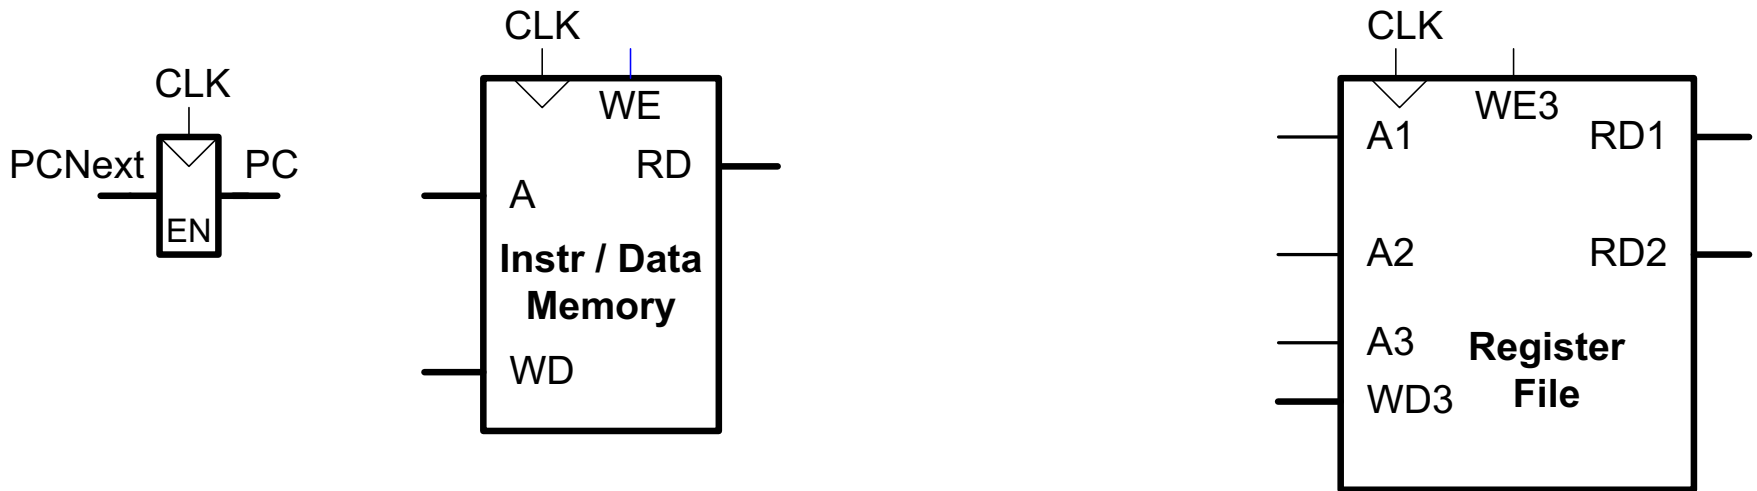 CLK
PCNext
PC
EN
CLK
WE
RD
A
Instr / Data
Memory
WD
CLK
WE3
A1
RD1
A2
RD2
A3
Register
File
WD3